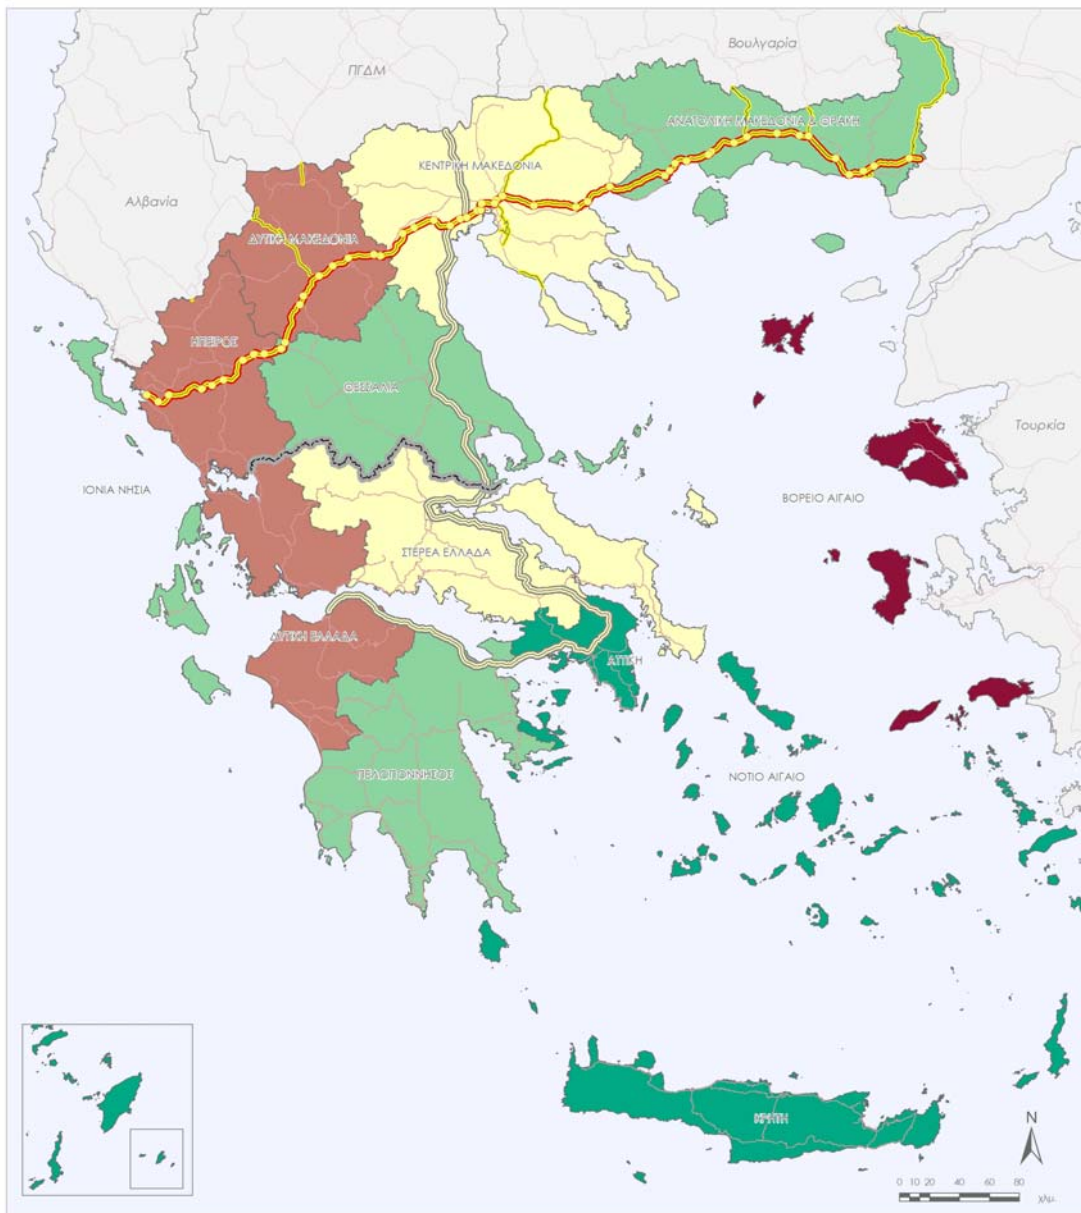 Βουλγαρία
ΠΓΔΜ
ΑΝΑΤΟΛΙΚΗ ΜΑΚΕΔΟΝΙΑ & ΘΡΑΚΗ
ΚΕΝΤΡΙΚΗ ΜΑΚΕΔΟΝΙΑ
Αλβανία
ΔΥΤΙΚΗ ΜΑΚΕΔΟΝΙΑ
ΗΠΕΙΡΟΣ
ΘΕΣΣΑΛΙΑ
Τουρκία
ΙΟΝΙΑ ΝΗΣΙΑ
ΒΟΡΕΙΟ ΑΙΓΑΙΟ
ΣΤΕΡΕΑ ΕΛΛΑΔΑ
ΔΥΤΙΚΗ ΕΛΛΑΔΑ
ΑΤΤΙΚΗ
ΠΕΛΟΠΟΝΝΗΣΟΣ
ΝΟΤΙΟ ΑΙΓΑΙΟ
ΚΡΗΤΗ
N
0 10 20 40 60 80
χλμ.